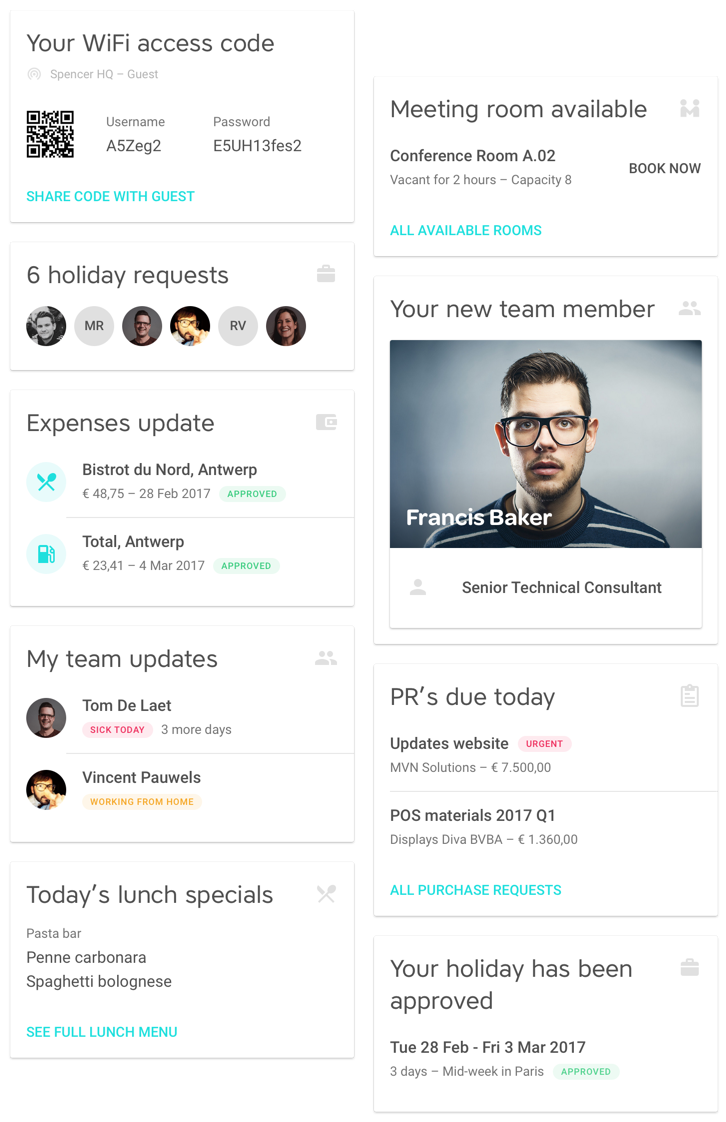 Your WiFi access code
Spencer HQ – Guest
Username
Password
A5Zeg2
E5UH13fes2
SHARE CODE WITH GUEST
6 holiday requests
MR
RV
Expenses update
Bistrot du Nord, Antwerp
€ 48,75 – 28 Feb 2017 APPROVED
Total, Antwerp
€ 23,41 – 4 Mar 2017 APPROVED
My team updates
Tom De Laet
SICK TODAY 3 more days
Vincent Pauwels
WORKING FROM HOME
Today’s lunch specials
Pasta bar
Penne carbonara
Spaghetti bolognese
SEE FULL LUNCH MENU
Meeting room available
Conference Room A.02
Vacant for 2 hours – Capacity 8
BOOK NOW
ALL AVAILABLE ROOMS
Your new team member
Francis Baker
Senior Technical Consultant
PR’s due today
Updates website URGENT
MVN Solutions – € 7.500,00
POS materials 2017 Q1
Displays Diva BVBA – € 1.360,00
ALL PURCHASE REQUESTS
Your holiday has been
approved
Tue 28 Feb - Fri 3 Mar 2017
3 days – Mid-week in Paris APPROVED